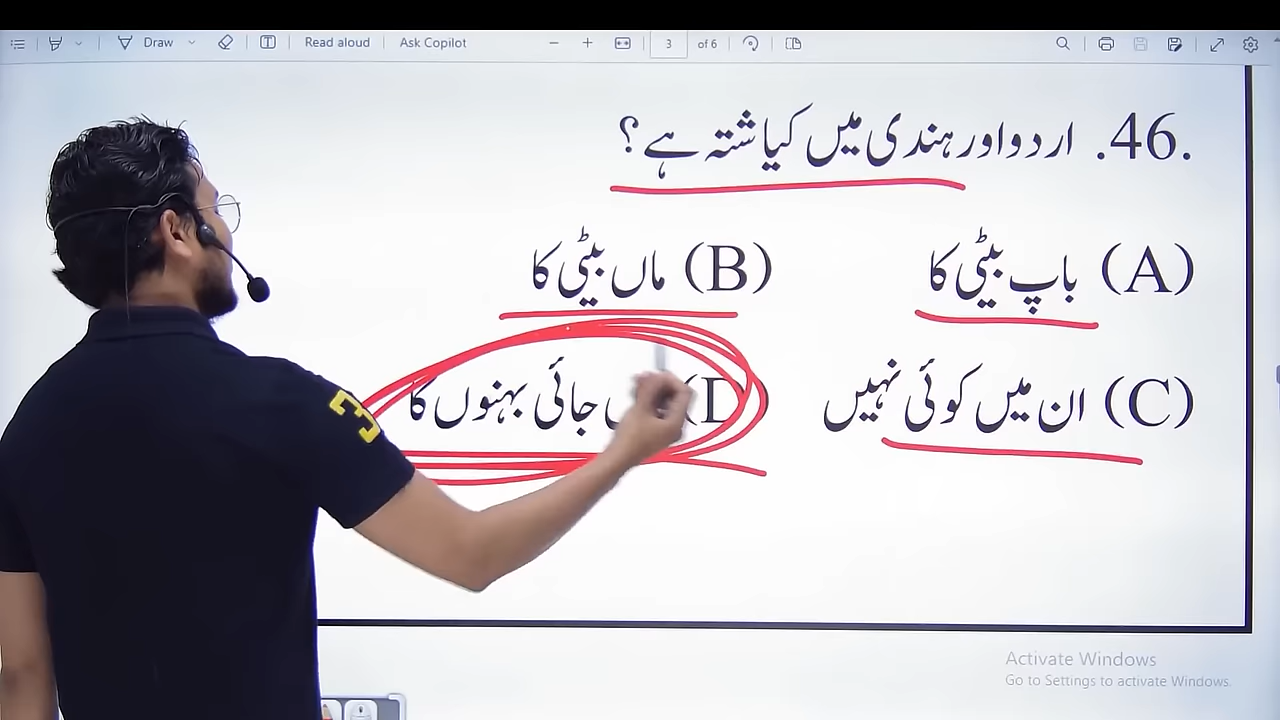 Draw
Read aloud
Ask Copilot
3 of 6
.46. اردو اور ہندی میں کیا شتہ ہے؟
(A) باپ بیٹی کا (B) ماں بیٹی کا
(C) ان میں کوئی نہیں (D) جائی بہنوں کا
3
Activate Windows
Go to Settings to activate Windows.